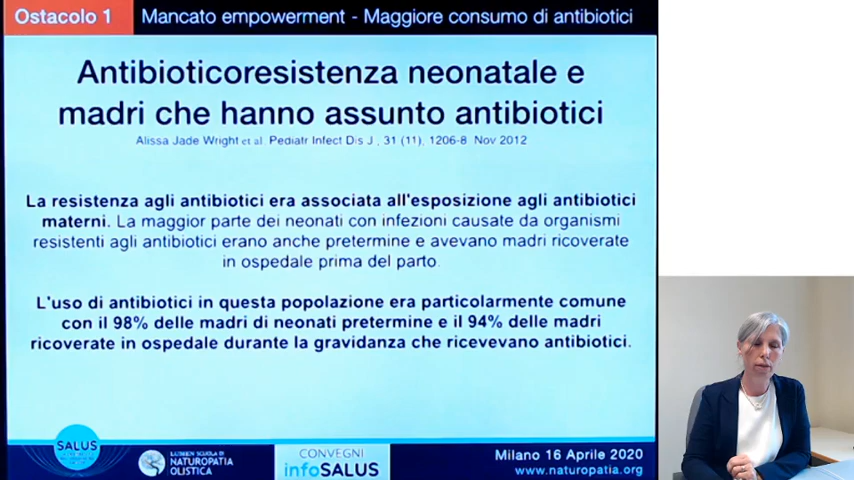 Ostacolo 1 Mancato empowerment - Maggiore consumo di antibiotici
Antibioticoresistenza neonatale e
madri che hanno assunto antibiotici
Alissa Jade Wright et al. Pediatr Infect Dis J , 31 (11), 1206-8 Nov 2012
La resistenza agli antibiotici era associata all'esposizione agli antibiotici
materni. La maggior parte dei neonati con infezioni causate da organismi
resistenti agli antibiotici erano anche pretermine e avevano madri ricoverate
in ospedale prima del parto.
L'uso di antibiotici in questa popolazione era particolarmente comune
con il 98% delle madri di neonati pretermine e il 94% delle madri
ricoverate in ospedale durante la gravidanza che ricevevano antibiotici.
SALUS
SCUOLA DI
NATUROPATIA
OLISTICA
CONVEGNI
infoSALUS
Milano 16 Aprile 2020
www.naturopatia.org